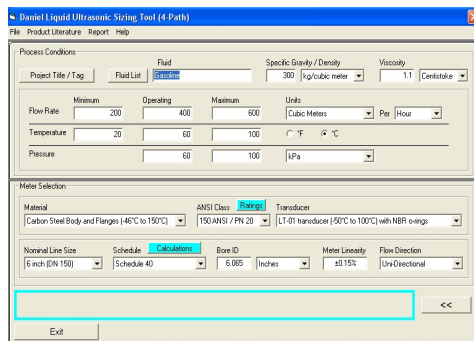 Daniel Liquid Ultrasonic Sizing Tool (4-Path)
File Product Literature Report Help
Process Conditions
Fluid Specific Gravity / Density Viscosity
Project Title / Tag Fluid List Gasoline 300 kg/cubic meter 1.1 Centistoke
Minimum Operating Maximum Units
Flow Rate 200 400 600 Cubic Meters Per Hour
Temperature 20 60 100 °F °C
Pressure 60 100 kPa
Meter Selection
Material ANSI Class Ratings Transducer
Carbon Steel Body and Flanges (-46°C to 150°C) 150 ANSI / PN 20 LT-01 transducer (-50°C to 100°C) with NBR o-rings
Nominal Line Size Schedule Calculations Bore ID Meter Linearity Flow Direction
6 inch (DN 150) Schedule 40 6.065 Inches ±0.15% Uni-Directional
<<
Exit